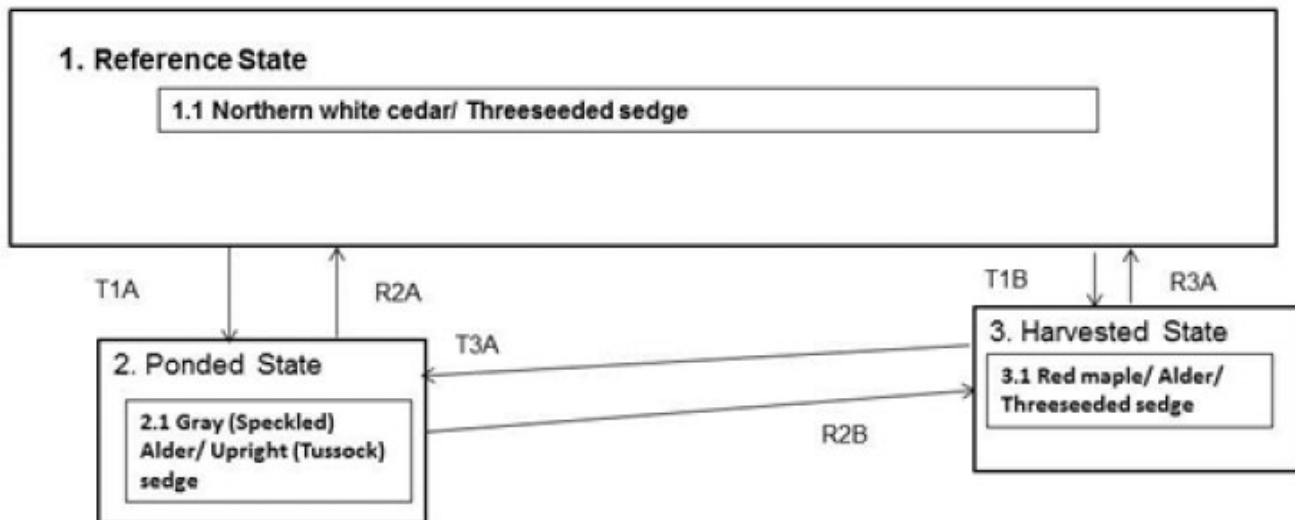 1. Reference State
1.1 Northern white cedar/ Threeseeded sedge
T1A
R2A
T1B
R3A
T3A
R2B
2. Ponded State
2.1 Gray (Speckled)
Alder/ Upright (Tussock)
sedge
3. Harvested State
3.1 Red maple/ Alder/
Threeseeded sedge